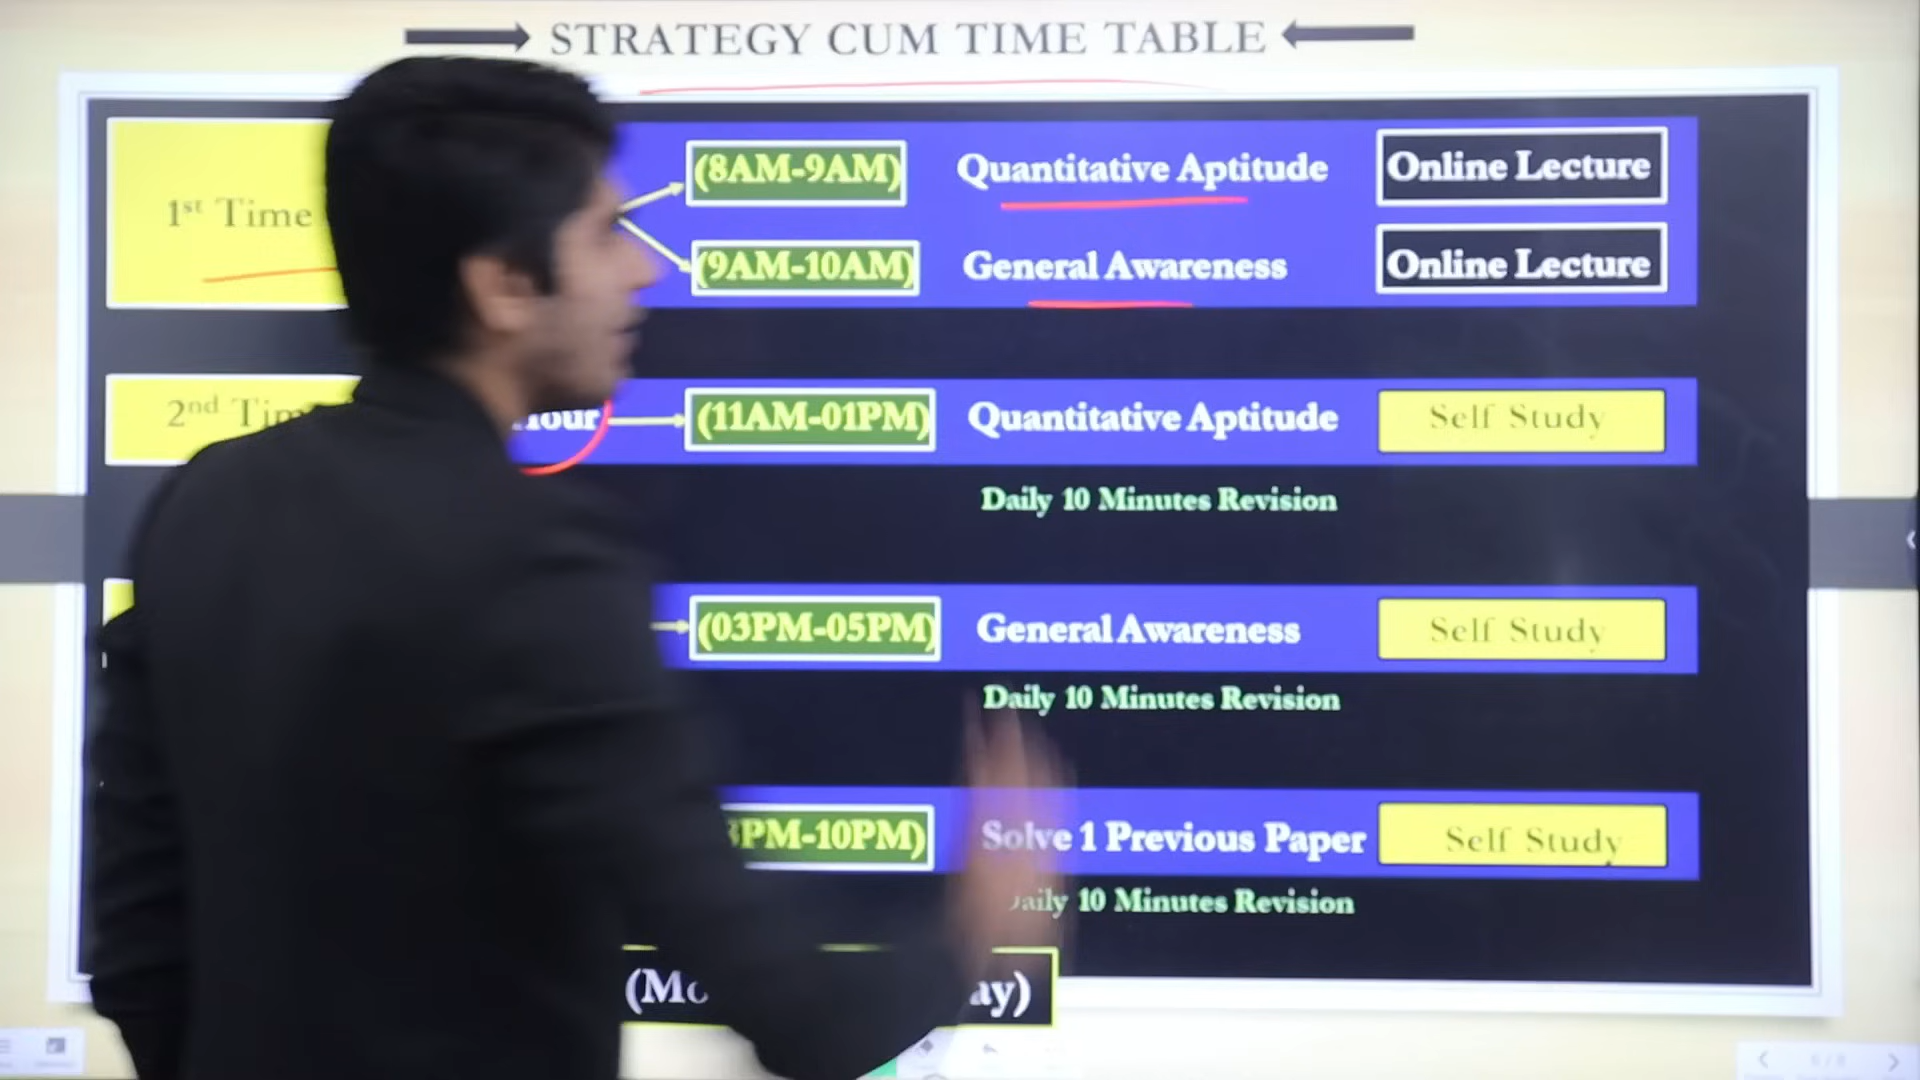 STRATEGY CUM TIME TABLE
1st Time
(8AM-9AM) Quantitative Aptitude Online Lecture
(9AM-10AM) General Awareness Online Lecture
2nd (11AM-01PM) Quantitative Aptitude Self Study
Daily 10 Minutes Revision
(03PM-05PM) General Awareness Self Study
Daily 10 Minutes Revision
Solve 1 Previous Paper Self Study
10 Minutes Revision